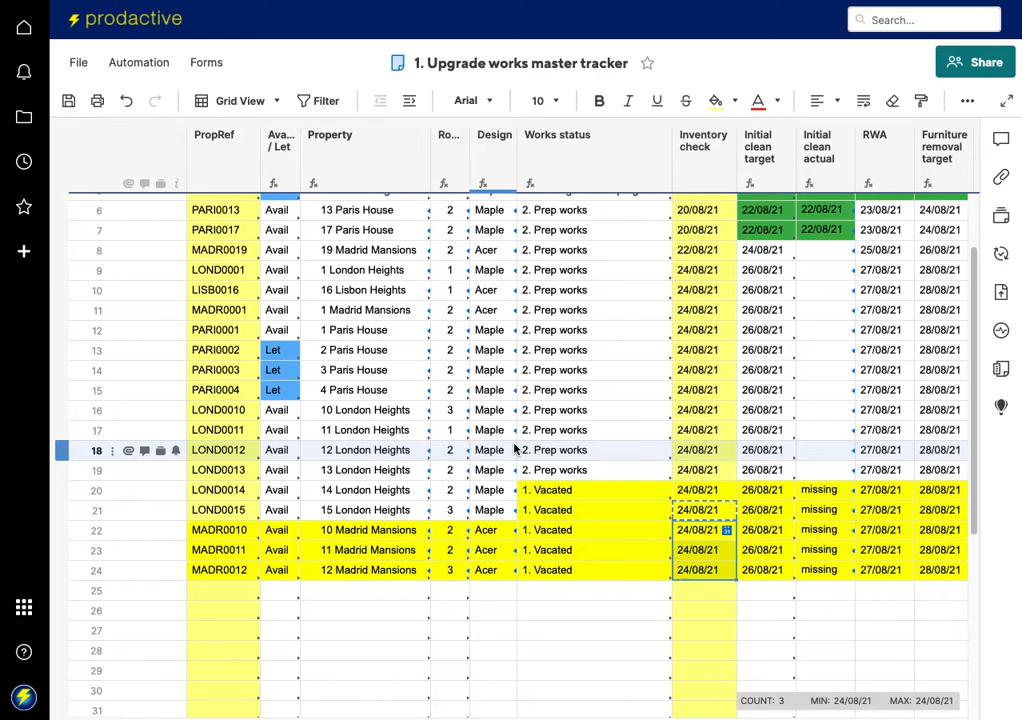 prodactive
Search...
File Automation Forms
1. Upgrade works master tracker
Share
Grid View Filter Arial 10 B I U S A
PropRef Ava... / Let Property Ro... Design Works status Inventory check Initial clean target Initial clean actual RWA Furniture removal target
6 PARI0013 Avail 13 Paris House 2 Maple 2. Prep works 20/08/21 22/08/21 22/08/21 23/08/21 24/08/21
7 PARI0017 Avail 17 Paris House 2 Maple 2. Prep works 20/08/21 22/08/21 22/08/21 23/08/21 24/08/21
8 MADR0019 Avail 19 Madrid Mansions 2 Acer 2. Prep works 22/08/21 24/08/21 25/08/21 26/08/21
9 LOND0001 Avail 1 London Heights 1 Maple 2. Prep works 24/08/21 26/08/21 27/08/21 28/08/21
10 LISB0016 Avail 16 Lisbon Heights 1 Acer 2. Prep works 24/08/21 26/08/21 27/08/21 28/08/21
11 MADR0001 Avail 1 Madrid Mansions 2 Acer 2. Prep works 24/08/21 26/08/21 27/08/21 28/08/21
12 PARI0001 Avail 1 Paris House 2 Maple 2. Prep works 24/08/21 26/08/21 27/08/21 28/08/21
13 PARI0002 Let 2 Paris House 2 Maple 2. Prep works 24/08/21 26/08/21 27/08/21 28/08/21
14 PARI0003 Let 3 Paris House 2 Maple 2. Prep works 24/08/21 26/08/21 27/08/21 28/08/21
15 PARI0004 Let 4 Paris House 2 Maple 2. Prep works 24/08/21 26/08/21 27/08/21 28/08/21
16 LOND0010 Avail 10 London Heights 3 Maple 2. Prep works 24/08/21 26/08/21 27/08/21 28/08/21
17 LOND0011 Avail 11 London Heights 1 Maple 2. Prep works 24/08/21 26/08/21 27/08/21 28/08/21
18 LOND0012 Avail 12 London Heights 2 Maple 2. Prep works 24/08/21 26/08/21 27/08/21 28/08/21
19 LOND0013 Avail 13 London Heights 2 Maple 2. Prep works 24/08/21 26/08/21 27/08/21 28/08/21
20 LOND0014 Avail 14 London Heights 2 Maple 1. Vacated 24/08/21 26/08/21 missing 27/08/21 28/08/21
21 LOND0015 Avail 15 London Heights 3 Maple 1. Vacated 24/08/21 26/08/21 missing 27/08/21 28/08/21
22 MADR0010 Avail 10 Madrid Mansions 2 Acer 1. Vacated 24/08/21 26/08/21 missing 27/08/21 28/08/21
23 MADR0011 Avail 11 Madrid Mansions 2 Acer 1. Vacated 24/08/21 26/08/21 missing 27/08/21 28/08/21
24 MADR0012 Avail 12 Madrid Mansions 3 Acer 1. Vacated 24/08/21 26/08/21 missing 27/08/21 28/08/21
25
26
27
28
29
30
31
COUNT: 3 MIN: 24/08/21 MAX: 24/08/21